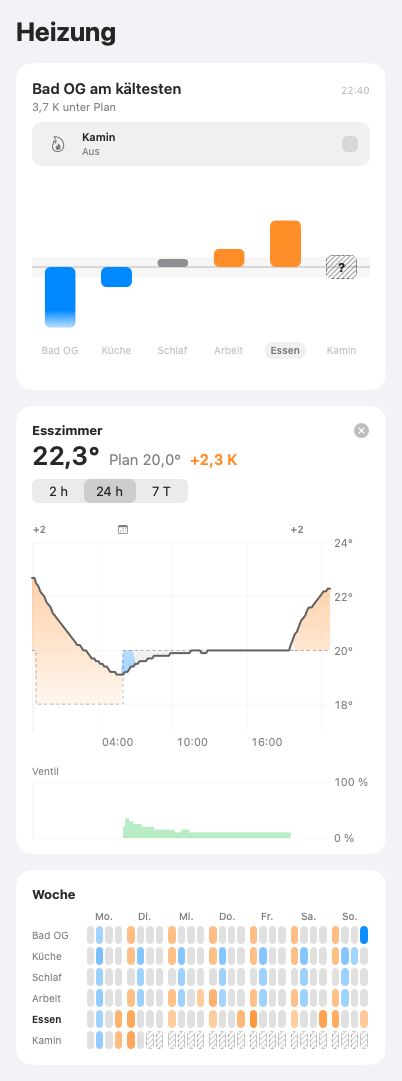 Heizung
Bad OG am kältesten
22:40
3,7 K unter Plan
Kamin
Aus
?
Bad OG Küche Schlaf Arbeit Essen Kamin
Esszimmer
22,3° Plan 20,0° +2,3 K
2 h 24 h 7 T
+2 +2
24°
22°
20°
18°
04:00 10:00 16:00
Ventil
100 %
0 %
Woche
Mo. Di. Mi. Do. Fr. Sa. So.
Bad OG
Küche
Schlaf
Arbeit
Essen
Kamin